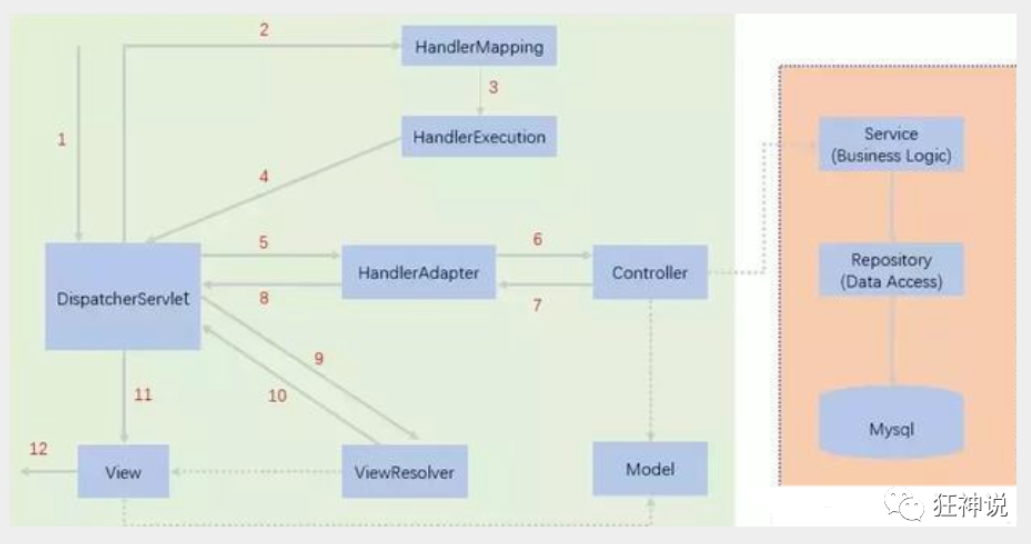 2
HandlerMapping
1
3
HandlerExecution
4
Service
(Business Logic)
5
6
DispatcherServlet
HandlerAdapter
Controller
8
7
Repository
(Data Access)
9
10
11
Mysql
12
View
ViewResolver
Model
狂神说